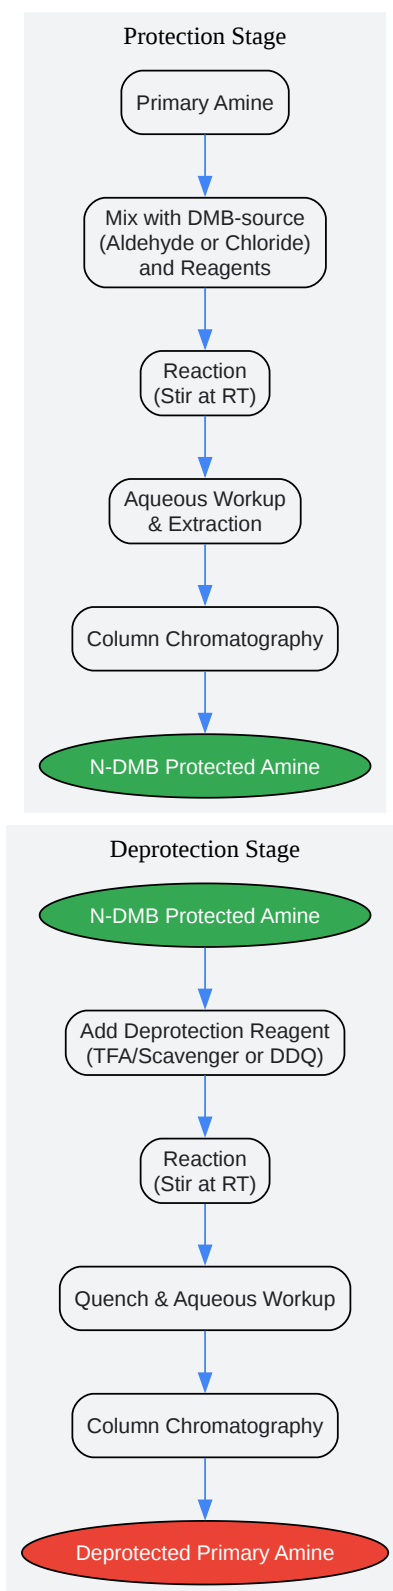 Protection Stage
Primary Amine
Mix with DMB-source
(Aldehyde or Chloride)
and Reagents
Reaction
(Stir at RT)
Aqueous Workup
& Extraction
Column Chromatography
N-DMB Protected Amine
Deprotection Stage
N-DMB Protected Amine
Add Deprotection Reagent
(TFA/Scavenger or DDQ)
Reaction
(Stir at RT)
Quench & Aqueous Workup
Column Chromatography
Deprotected Primary Amine